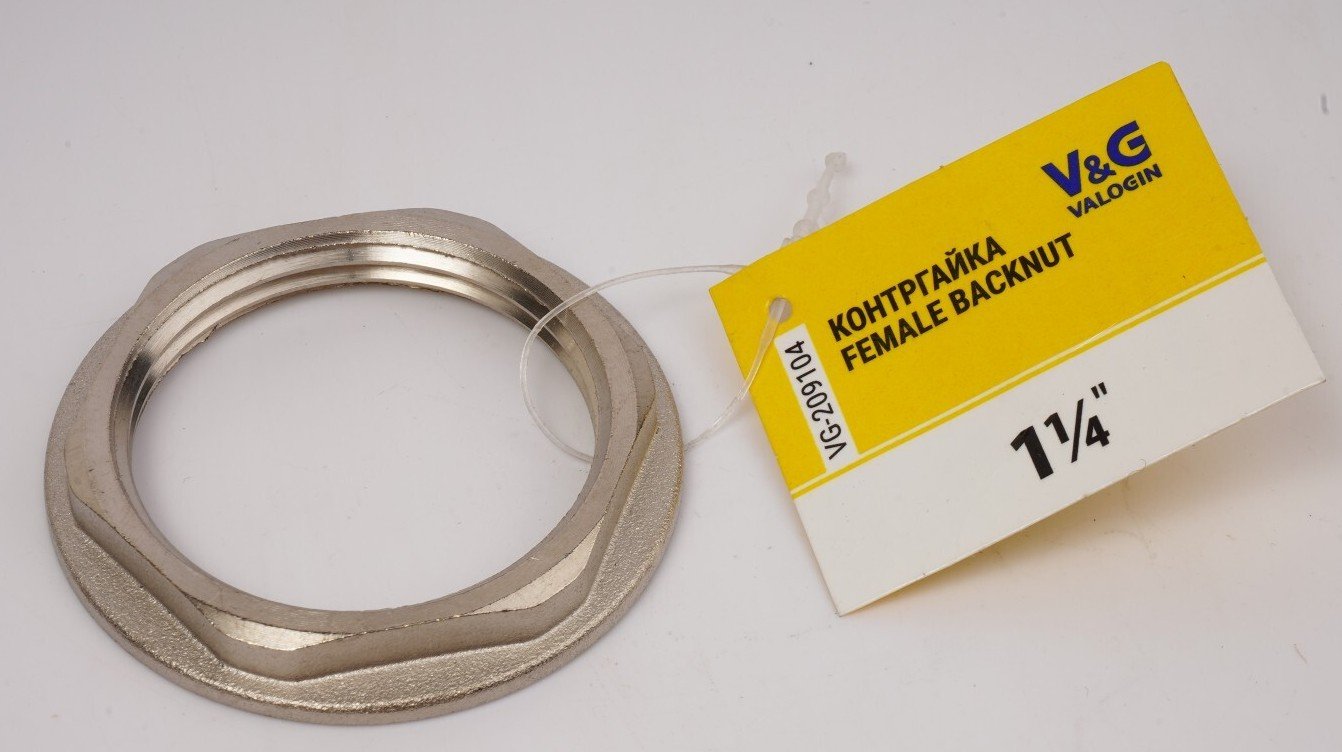 V&G
VALOGIN
КОНТРГАЙКА
FEMALE BACKNUT
VG-209104
1¼"